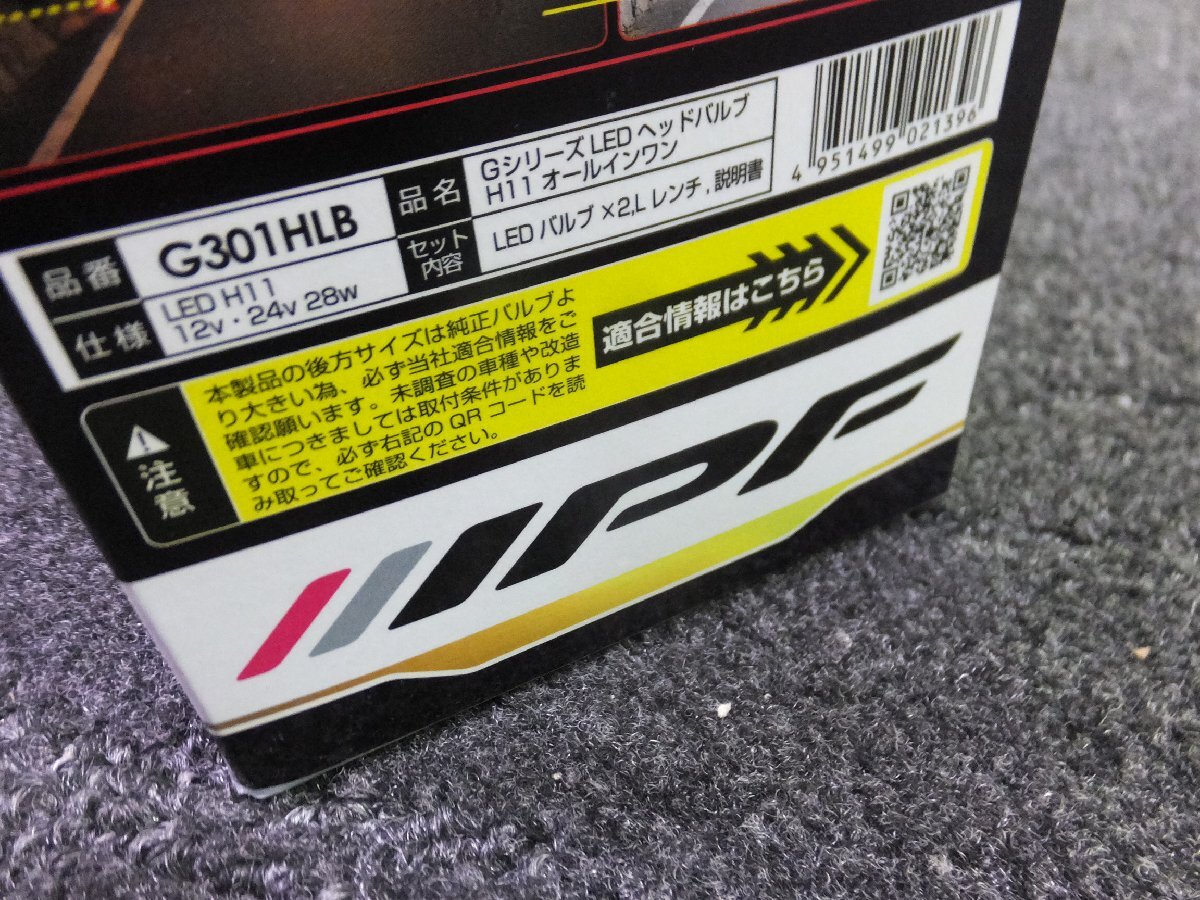 品番 G301HLB 品名 Gシリーズ LED ヘッドバルブ
H11 オールインワン
仕様 LED H11
12v・24v 28w
セット
内容 LED バルブ ×2,L レンチ, 説明書
4 951499 021396
注意
本製品の後方サイズは純正バルブよ
り大きい為、必ず当社適合情報をご
確認願います。未調査の車種や改造
車につきましては取付条件がありま
すので、必ず右記の QR コードを読
み取ってご確認ください。
適合情報はこちら
IPF